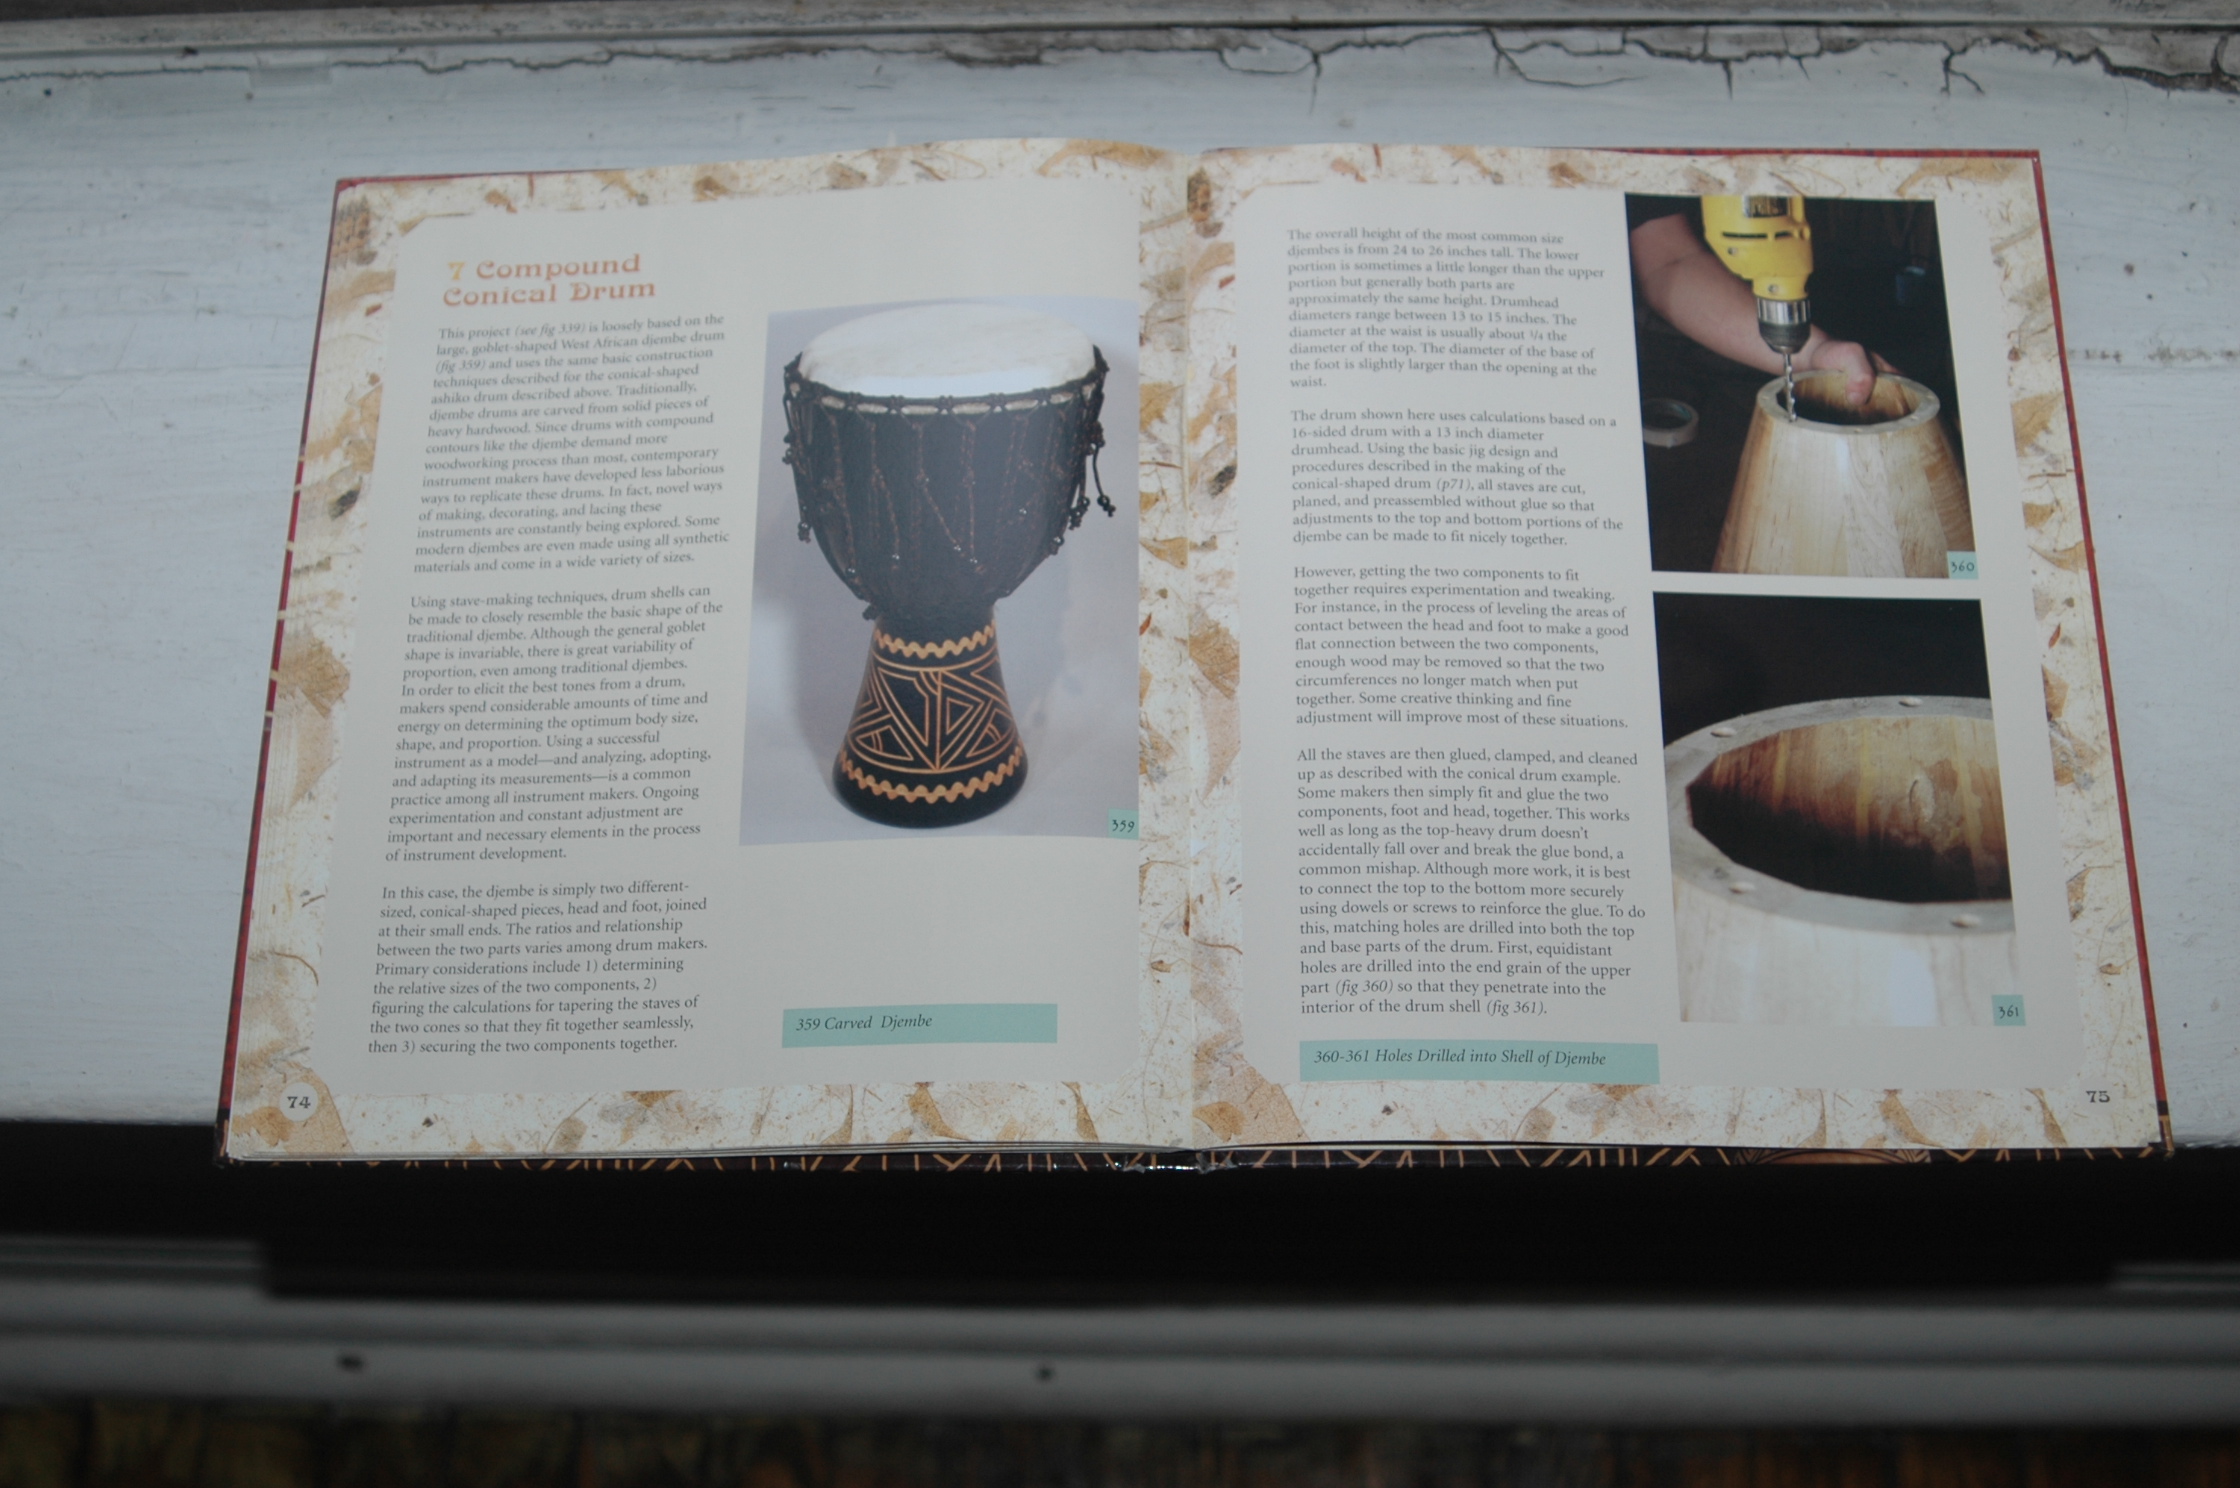 7 Compound
Conical Drum
This project (see fig 339) is loosely based on the
large, goblet-shaped West African djembe drum
(fig 359) and uses the same basic construction
techniques described for the conical-shaped
ashiko drum described above. Traditionally,
djembe drums are carved from solid pieces of
heavy hardwood. Since drums with compound
contours like the djembe demand more
woodworking process than most, contemporary
instrument makers have developed less laborious
ways to replicate these drums. In fact, novel ways
of making, decorating, and lacing these
instruments are constantly being explored. Some
modern djembes are even made using all synthetic
materials and come in a wide variety of sizes.
Using stave-making techniques, drum shells can
be made to closely resemble the basic shape of the
traditional djembe. Although the general goblet
shape is invariable, there is great variability of
proportion, even among traditional djembes.
In order to elicit the best tones from a drum,
makers spend considerable amounts of time and
energy on determining the optimum body size,
shape, and proportion. Using a successful
instrument as a model—and analyzing, adopting,
and adapting its measurements—is a common
practice among all instrument makers. Ongoing
experimentation and constant adjustment are
important and necessary elements in the process
of instrument development.
In this case, the djembe is simply two different-
sized, conical-shaped pieces, head and foot, joined
at their small ends. The ratios and relationship
between the two parts varies among drum makers.
Primary considerations include 1) determining
the relative sizes of the two components, 2)
figuring the calculations for tapering the staves of
the two cones so that they fit together seamlessly,
then 3) securing the two components together.
359
359 Carved Djembe
74
The overall height of the most common size
djembes is from 24 to 26 inches tall. The lower
portion is sometimes a little longer than the upper
portion but generally both parts are
approximately the same height. Drumhead
diameters range between 13 to 15 inches. The
diameter at the waist is usually about the
diameter of the top. The diameter of the base of
the foot is slightly larger than the opening at the
waist.
The drum shown here uses calculations based on a
16-sided drum with a 13 inch diameter
drumhead. Using the basic jig design and
procedures described in the making of the
conical-shaped drum (p71), all staves are cut,
planed, and preassembled without glue so that
adjustments to the top and bottom portions of the
djembe can be made to fit nicely together.
However, getting the two components to fit
together requires experimentation and tweaking.
For instance, in the process of leveling the areas of
contact between the head and foot to make a good
flat connection between the two components,
enough wood may be removed so that the two
circumferences no longer match when put
together. Some creative thinking and fine
adjustment will improve most of these situations.
All the staves are then glued, clamped, and cleaned
up as described with the conical drum example.
Some makers then simply fit and glue the two
components, foot and head, together. This works
well as long as the top-heavy drum doesn't
accidentally fall over and break the glue bond, a
common mishap. Although more work, it is best
to connect the top to the bottom more securely
using dowels or screws to reinforce the glue. To do
this, matching holes are drilled into both the top
and base parts of the drum. First, equidistant
holes are drilled into the end grain of the upper
part (fig 360) so that they penetrate into the
interior of the drum shell (fig 361).
360
361
360-361 Holes Drilled into Shell of Djembe
75